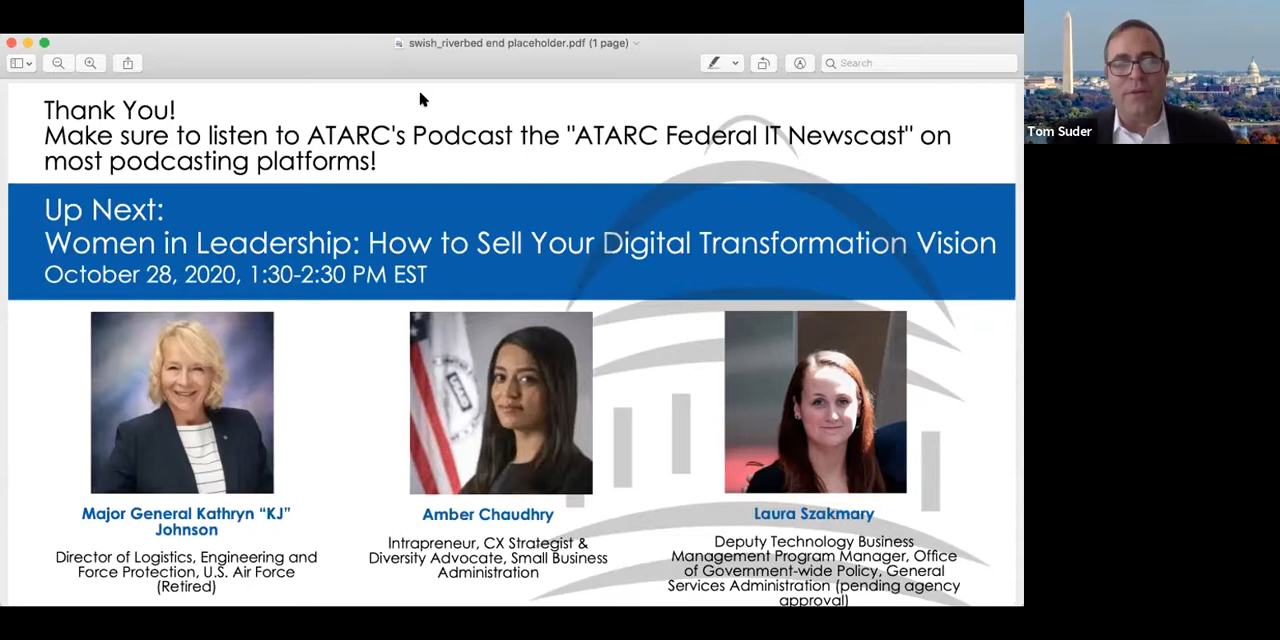 swish_riverbed end placeholder.pdf (1 page)
Search
Thank You!
Make sure to listen to ATARC's Podcast the "ATARC Federal IT Newscast" on
most podcasting platforms!
Up Next:
Women in Leadership: How to Sell Your Digital Transformation Vision
October 28, 2020, 1:30-2:30 PM EST
Major General Kathryn “KJ”
Johnson
Director of Logistics, Engineering and
Force Protection, U.S. Air Force
(Retired)
Amber Chaudhry
Intrapreneur, CX Strategist &
Diversity Advocate, Small Business
Administration
Laura Szakmary
Deputy Technology Business
Management Program Manager, Office
of Government-wide Policy, General
Services Administration (pending agency
approval)
Tom Suder